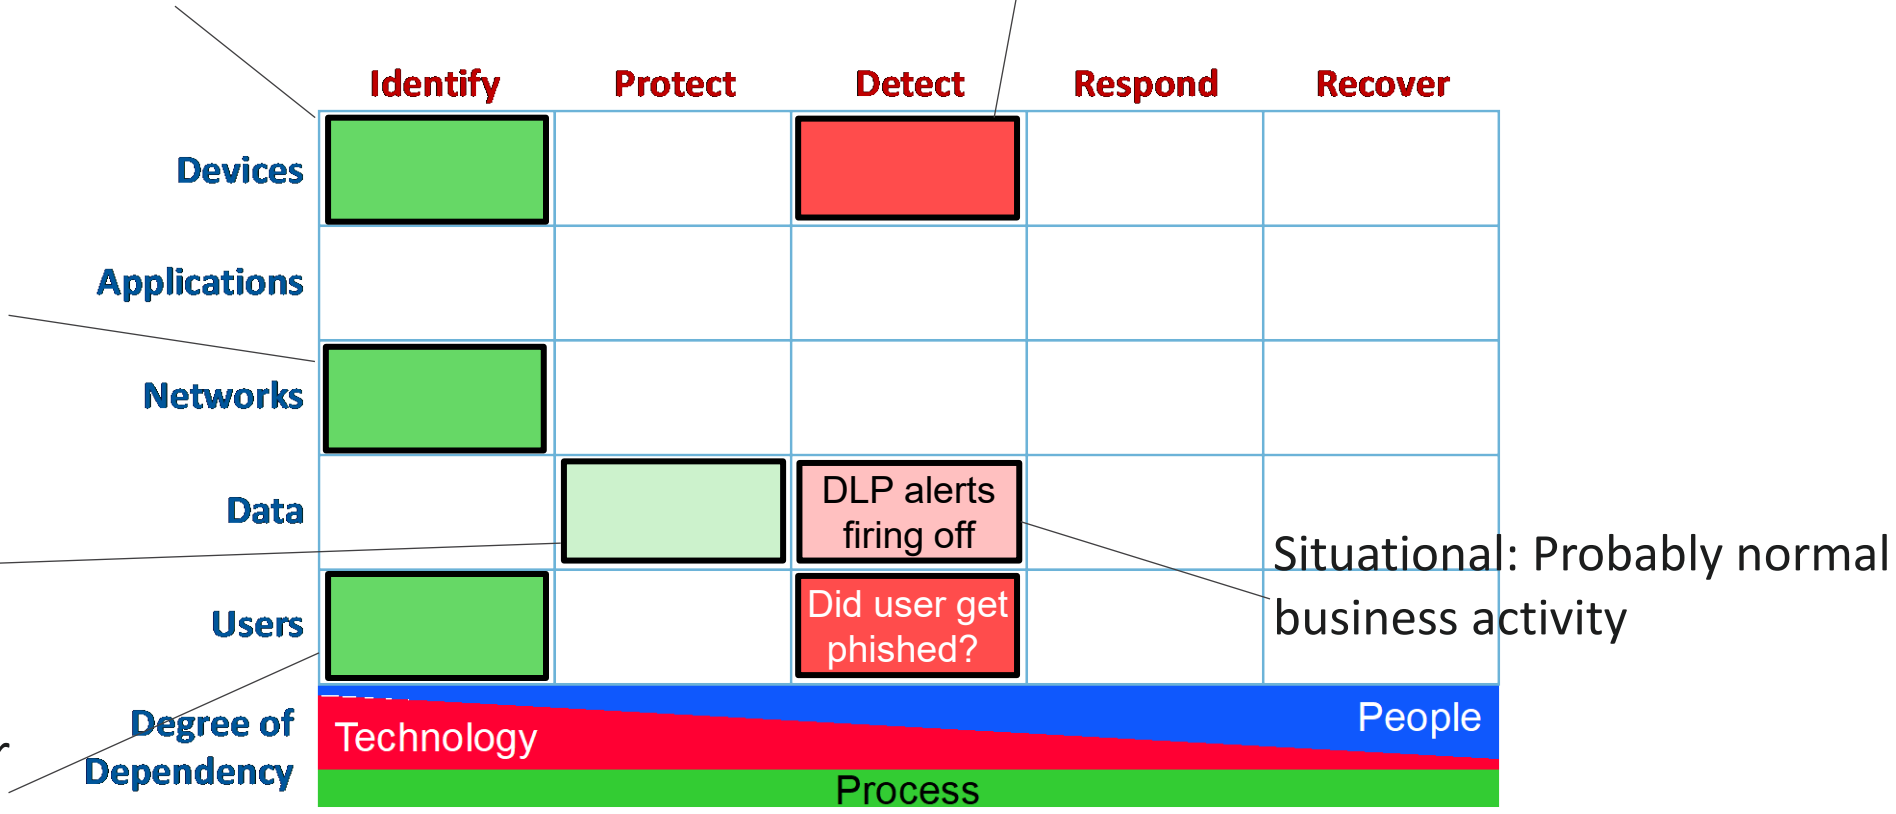 Identify Protect Detect Respond Recover
Devices
Applications
Networks
Data
DLP alerts
firing off
Situational: Probably normal
business activity
Users
Did user get
phished?
Degree of
Dependency
Technology
People
Process